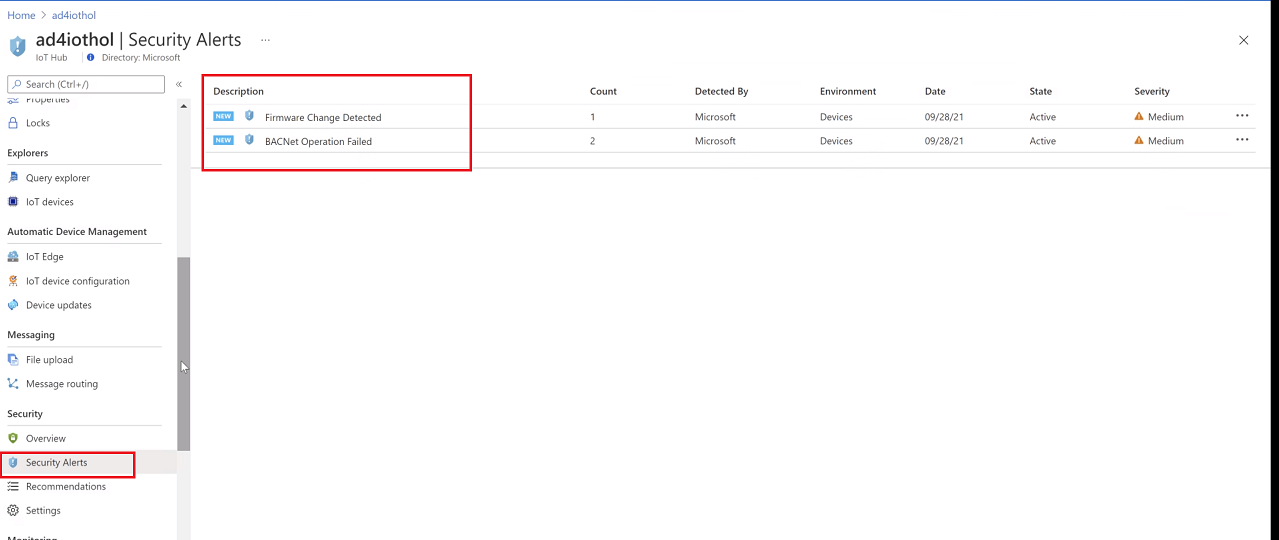 Home > ad4iothol
ad4iothol | Security Alerts ...
IoT Hub Directory: Microsoft
Search (Ctrl+/) «
Properties
Locks
Explorers
Query explorer
IoT devices
Automatic Device Management
IoT Edge
IoT device configuration
Device updates
Messaging
File upload
Message routing
Security
Overview
Security Alerts
Recommendations
Settings
Monitoring
Description Count Detected By Environment Date State Severity
NEW Firmware Change Detected 1 Microsoft Devices 09/28/21 Active Medium ...
NEW BACNet Operation Failed 2 Microsoft Devices 09/28/21 Active Medium ...